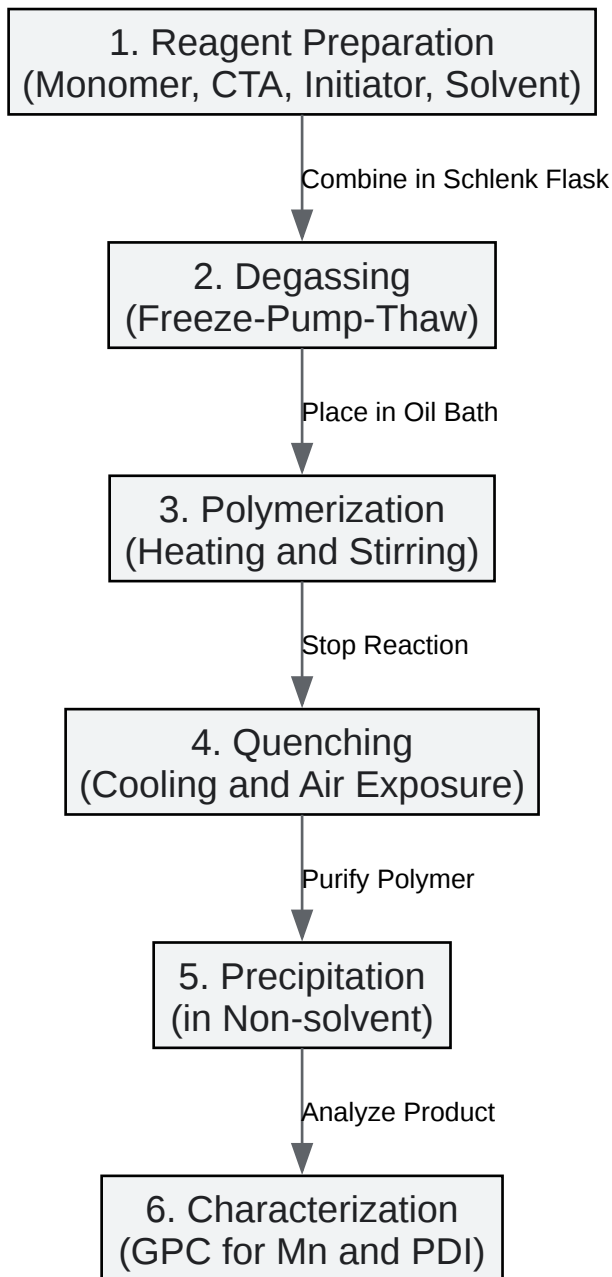 1. Reagent Preparation
(Monomer, CTA, Initiator, Solvent)
Combine in Schlenk Flask
2. Degassing
(Freeze-Pump-Thaw)
Place in Oil Bath
3. Polymerization
(Heating and Stirring)
Stop Reaction
4. Quenching
(Cooling and Air Exposure)
Purify Polymer
5. Precipitation
(in Non-solvent)
Analyze Product
6. Characterization
(GPC for Mn and PDI)